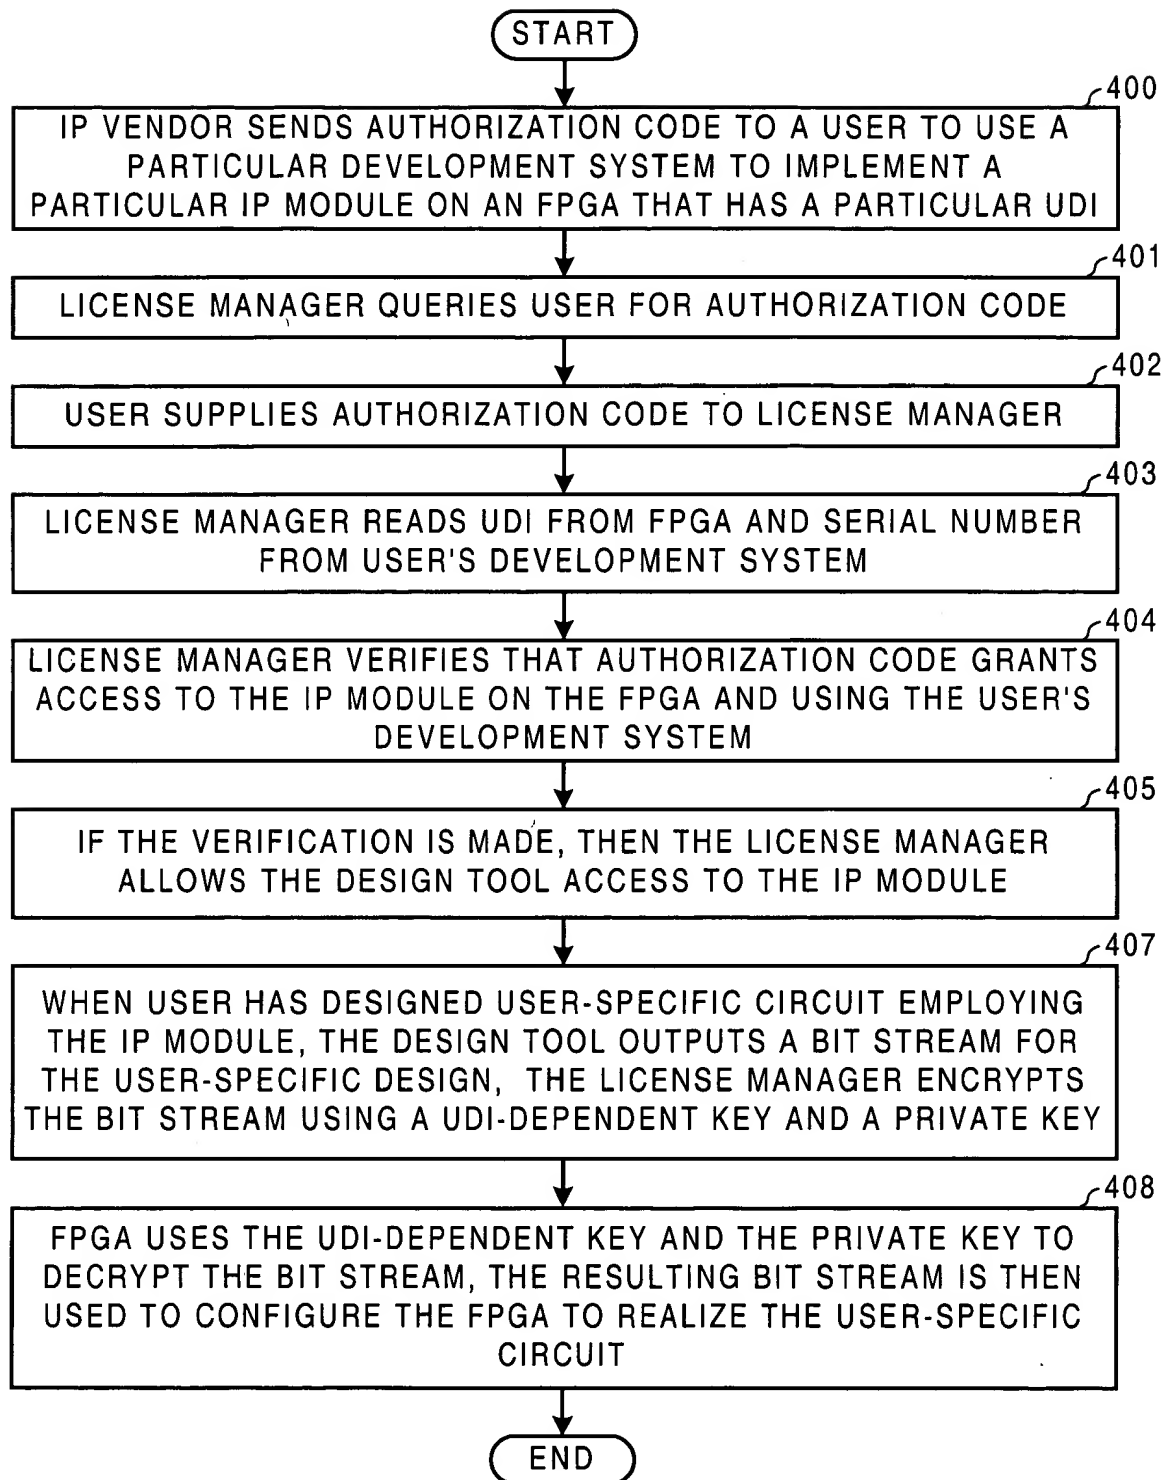 START
400
IP VENDOR SENDS AUTHORIZATION CODE TO A USER TO USE A
PARTICULAR DEVELOPMENT SYSTEM TO IMPLEMENT A
PARTICULAR IP MODULE ON AN FPGA THAT HAS A PARTICULAR UDI
401
LICENSE MANAGER QUERIES USER FOR AUTHORIZATION CODE
402
USER SUPPLIES AUTHORIZATION CODE TO LICENSE MANAGER
403
LICENSE MANAGER READS UDI FROM FPGA AND SERIAL NUMBER
FROM USER'S DEVELOPMENT SYSTEM
404
LICENSE MANAGER VERIFIES THAT AUTHORIZATION CODE GRANTS
ACCESS TO THE IP MODULE ON THE FPGA AND USING THE USER'S
DEVELOPMENT SYSTEM
405
IF THE VERIFICATION IS MADE, THEN THE LICENSE MANAGER
ALLOWS THE DESIGN TOOL ACCESS TO THE IP MODULE
407
WHEN USER HAS DESIGNED USER-SPECIFIC CIRCUIT EMPLOYING
THE IP MODULE, THE DESIGN TOOL OUTPUTS A BIT STREAM FOR
THE USER-SPECIFIC DESIGN, THE LICENSE MANAGER ENCRYPTS
THE BIT STREAM USING A UDI-DEPENDENT KEY AND A PRIVATE KEY
408
FPGA USES THE UDI-DEPENDENT KEY AND THE PRIVATE KEY TO
DECRYPT THE BIT STREAM, THE RESULTING BIT STREAM IS THEN
USED TO CONFIGURE THE FPGA TO REALIZE THE USER-SPECIFIC
CIRCUIT
END